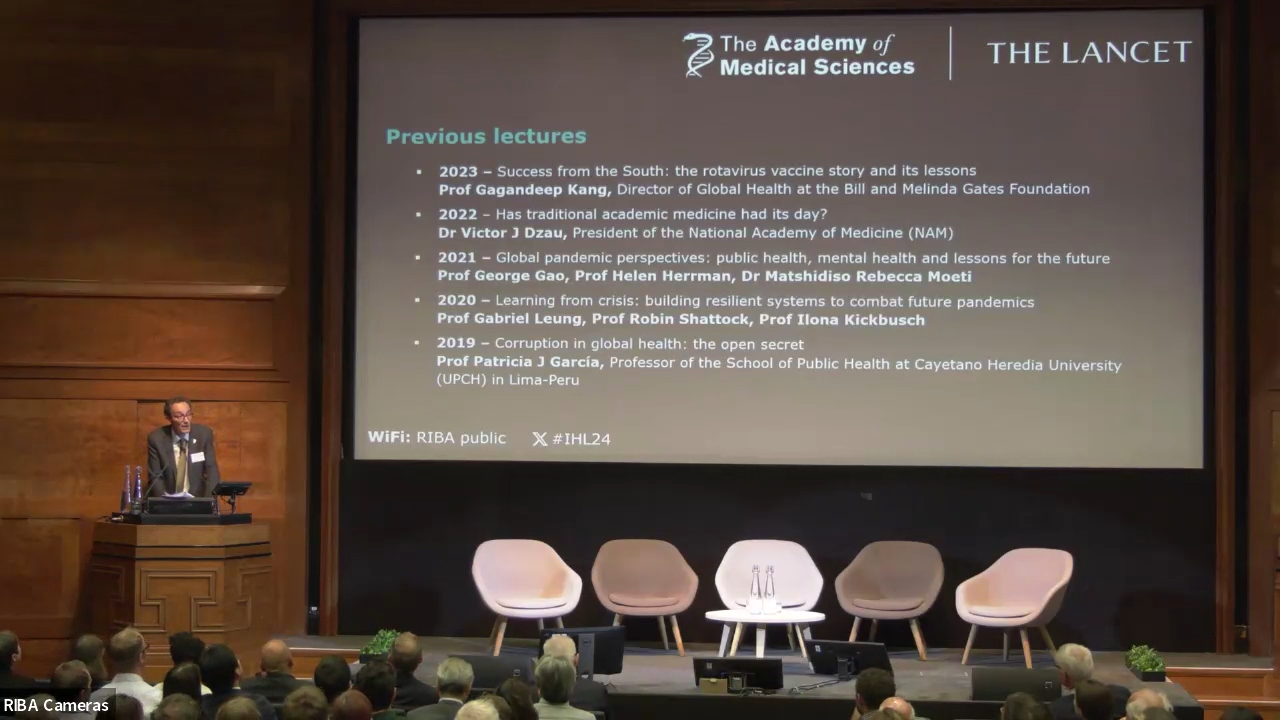 The Academy of
Medical Sciences
THE LANCET
Previous lectures
▪ 2023 – Success from the South: the rotavirus vaccine story and its lessons
Prof Gagandeep Kang, Director of Global Health at the Bill and Melinda Gates Foundation
▪ 2022 – Has traditional academic medicine had its day?
Dr Victor J Dzau, President of the National Academy of Medicine (NAM)
▪ 2021 – Global pandemic perspectives: public health, mental health and lessons for the future
Prof George Gao, Prof Helen Herrman, Dr Matshidiso Rebecca Moeti
▪ 2020 – Learning from crisis: building resilient systems to combat future pandemics
Prof Gabriel Leung, Prof Robin Shattock, Prof Ilona Kickbusch
▪ 2019 – Corruption in global health: the open secret
Prof Patricia J García, Professor of the School of Public Health at Cayetano Heredia University
(UPCH) in Lima-Peru
WiFi: RIBA public X #IHL24
RIBA Cameras